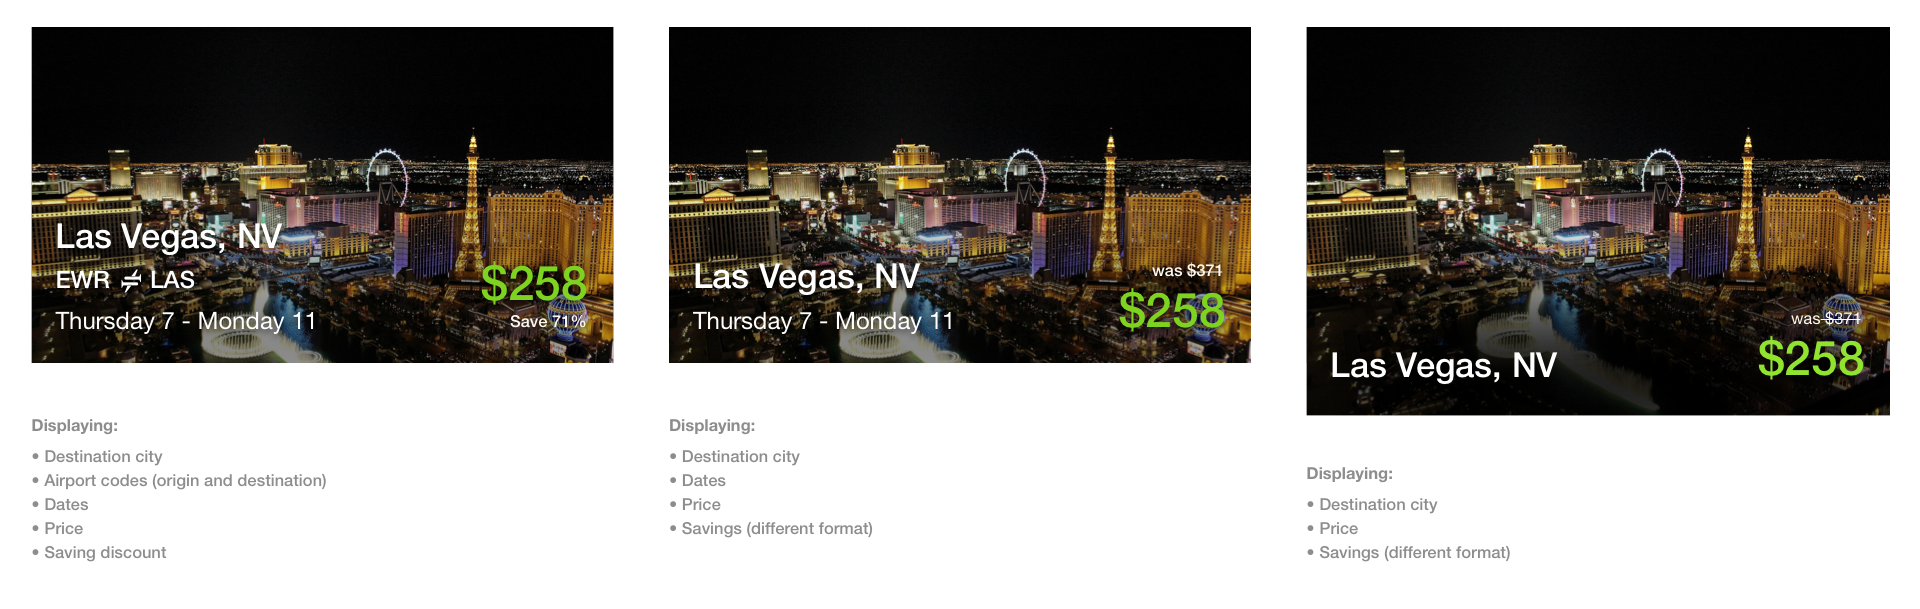 Las Vegas, NV
EWR LAS
Thursday 7 - Monday 11
$258
Save 71%
Displaying:
• Destination city
• Airport codes (origin and destination)
• Dates
• Price
• Saving discount
Las Vegas, NV
Thursday 7 - Monday 11
was $371
$258
Displaying:
• Destination city
• Dates
• Price
• Savings (different format)
was $371
Las Vegas, NV
$258
Displaying:
• Destination city
• Price
• Savings (different format)